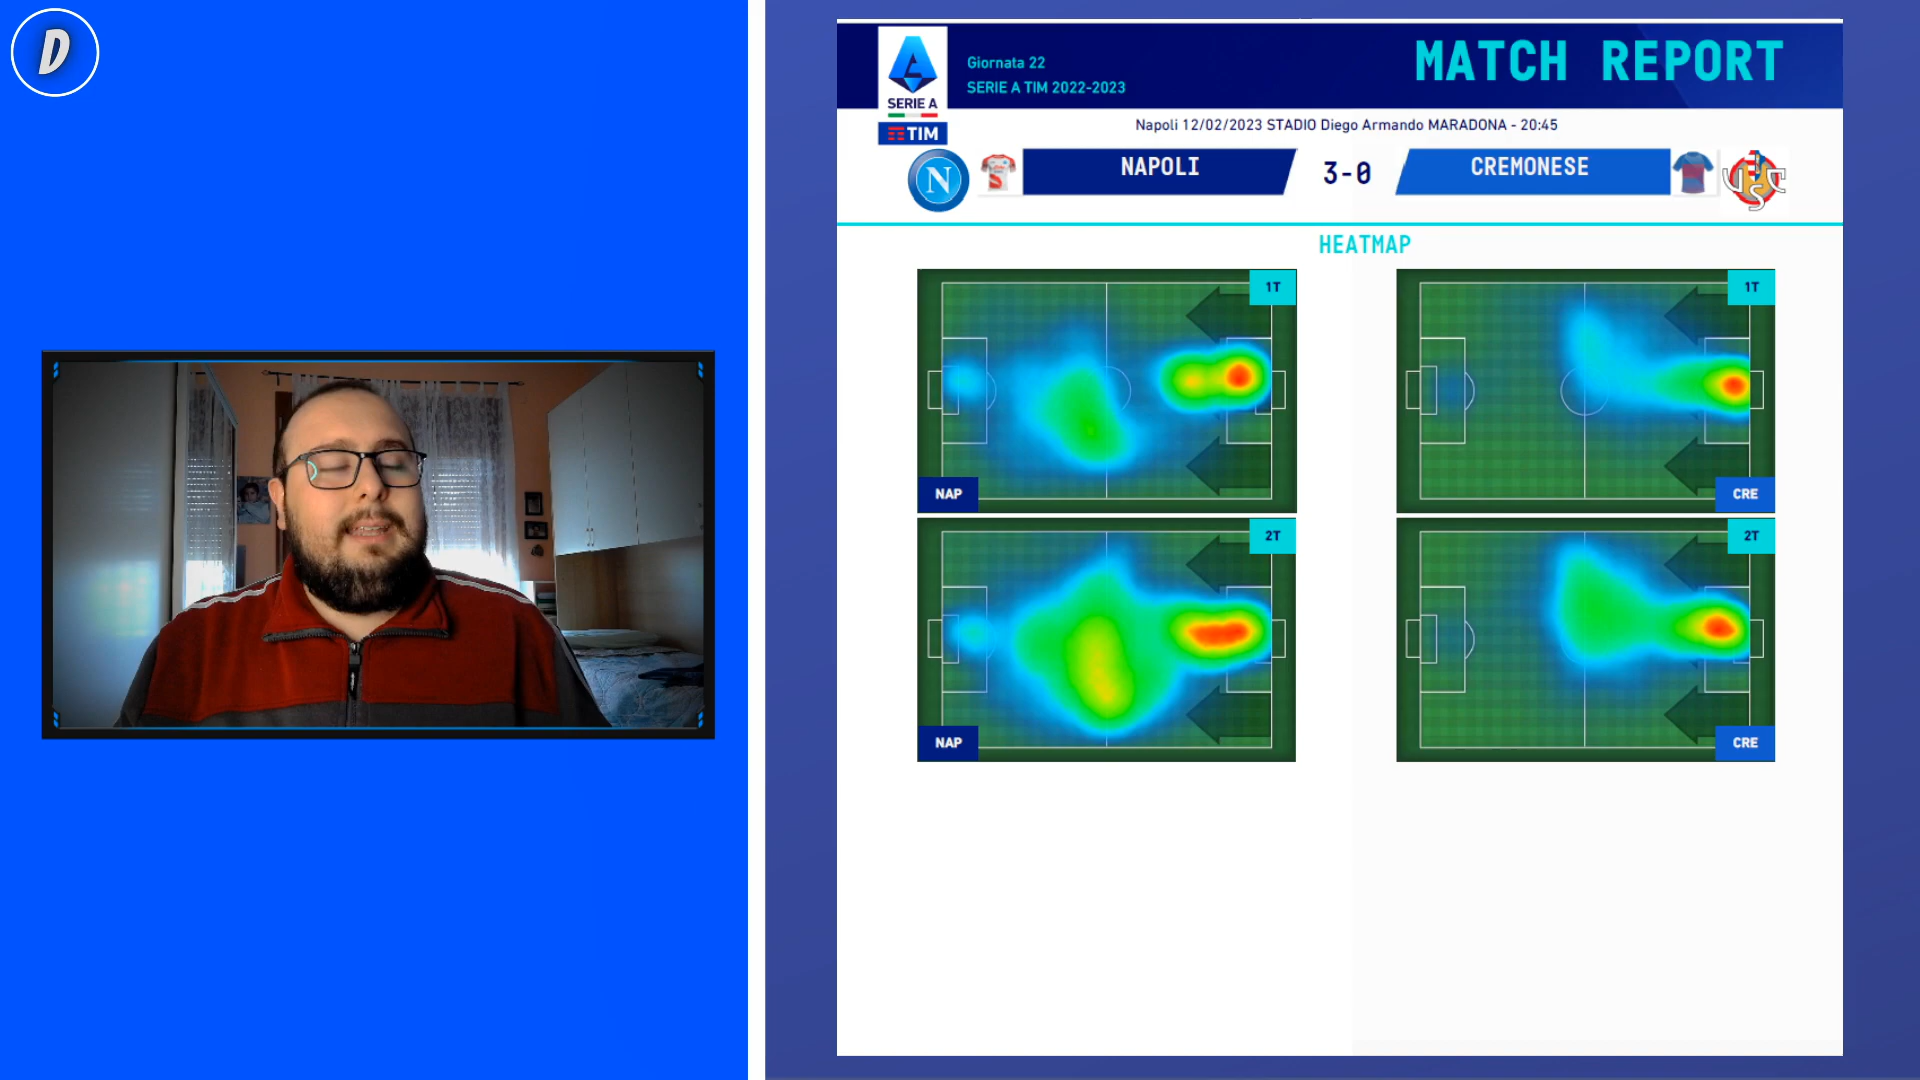 D
Giornata 22
SERIE A TIM 2022-2023
MATCH REPORT
SERIE A
TIM
Napoli 12/02/2023 STADIO Diego Armando MARADONA - 20:45
N
NAPOLI
3-0
CREMONESE
USC
HEATMAP
1T
NAP
1T
CRE
2T
NAP
2T
CRE